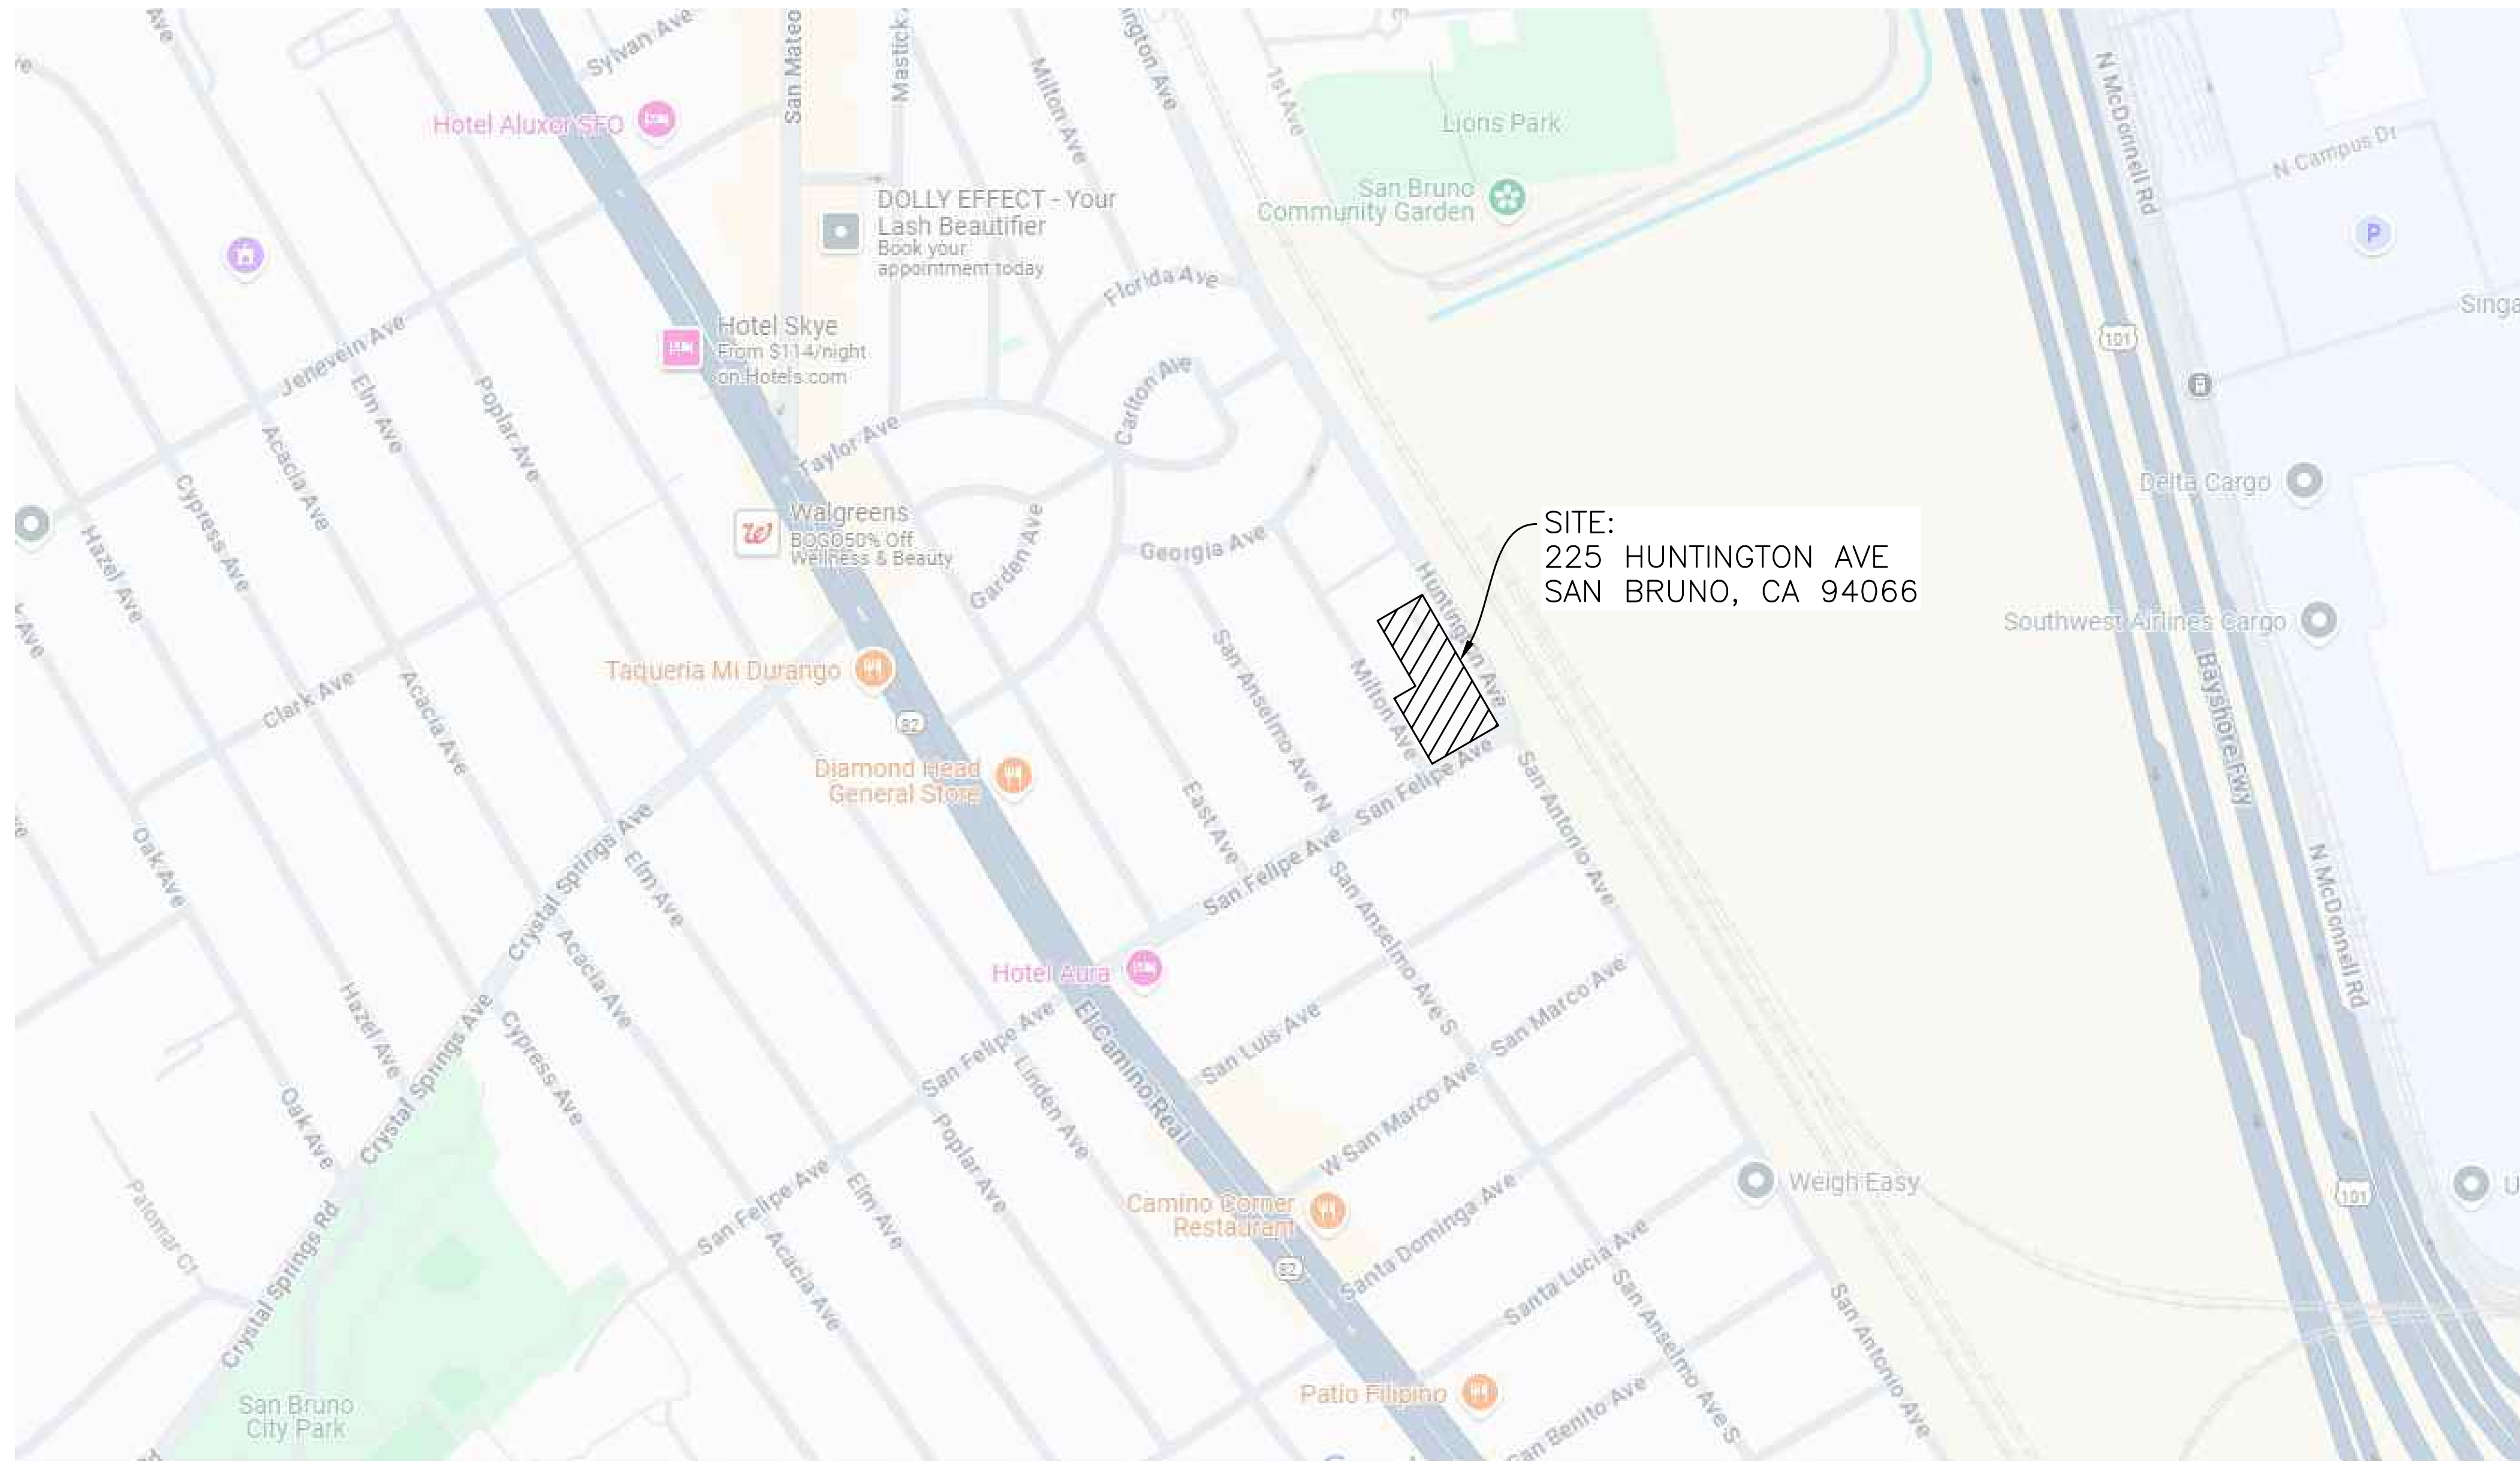 Ave
Sylvan Ave
San Mateo
Mastick
Milton Ave
ington Ave
1st Ave
Lions Park
N McDonnell Rd
N Campus Dr
Hotel Aluxor SFO
DOLLY EFFECT - Your
Lash Beautifier
Book your
appointment today
San Bruno
Community Garden
P
Florida Ave
Singa
Jenevein Ave
Hotel Skye
From $114/night
on Hotels.com
101
Elm Ave
Poplar Ave
Carlton Ave
Acacia Ave
Taylor Ave
Cypress Ave
Delta Cargo
Hazel Ave
Walgreens
BOGO50% Off
Wellness & Beauty
Garden Ave
Georgia Ave
SITE:
225 HUNTINGTON AVE
SAN BRUNO, CA 94066
Huntington Ave
k Ave
Southwest Airlines Cargo
Taqueria Mi Durango
San Anselmo Ave N
Milton Ave
Bayshore Fwy
Clark Ave
Acacia Ave
82
Diamond Head
General Store
East Ave
San Felipe Ave
San Antonio Ave
Oak Ave
Crystal Springs Ave
Elm Ave
San Felipe Ave
San Anselmo Ave S
N McDonnell Rd
Acacia Ave
Hotel Aura
San Marco Ave
Hazel Ave
Crystal Springs Ave
Cypress Ave
San Felipe Ave
El Camino Real
San Luis Ave
Linden Ave
W San Marco Ave
Oak Ave
Poplar Ave
Palomar Ct
San Felipe Ave
Elm Ave
Camino Corner
Restaurant
Santa Dominga Ave
Weigh Easy
101
U
Crystal Springs Rd
Acacia Ave
82
Santa Lucia Ave
San Anselmo Ave S
San Antonio Ave
San Bruno
City Park
Patio Filipino
San Benito Ave